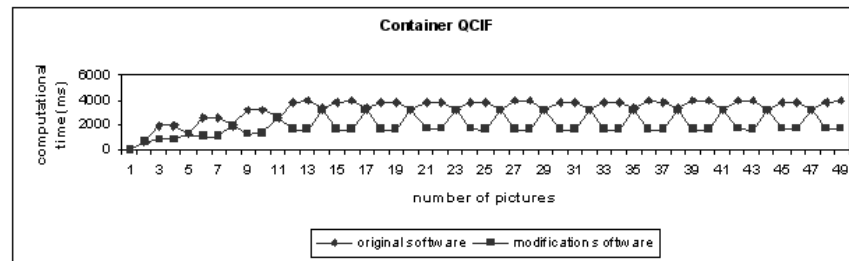 Container QCIF
computational
time(ms)
6000
4000
2000
0
1 3 5 7 9 11 13 15 17 19 21 23 25 27 29 31 33 35 37 39 41 43 45 47 49
number of pictures
original software modification software